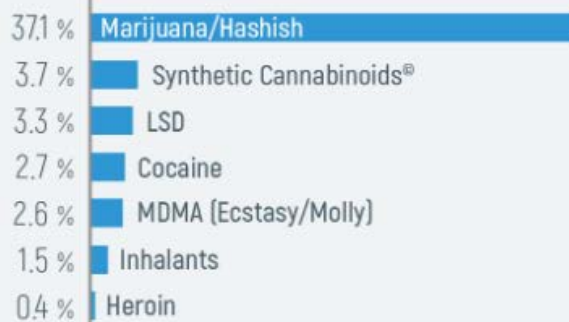 37.1 % Marijuana/Hashish
3.7 % Synthetic Cannabinoids©
3.3 % LSD
2.7 % Cocaine
2.6 % MDMA (Ecstasy/Molly)
1.5 % Inhalants
0.4 % Heroin